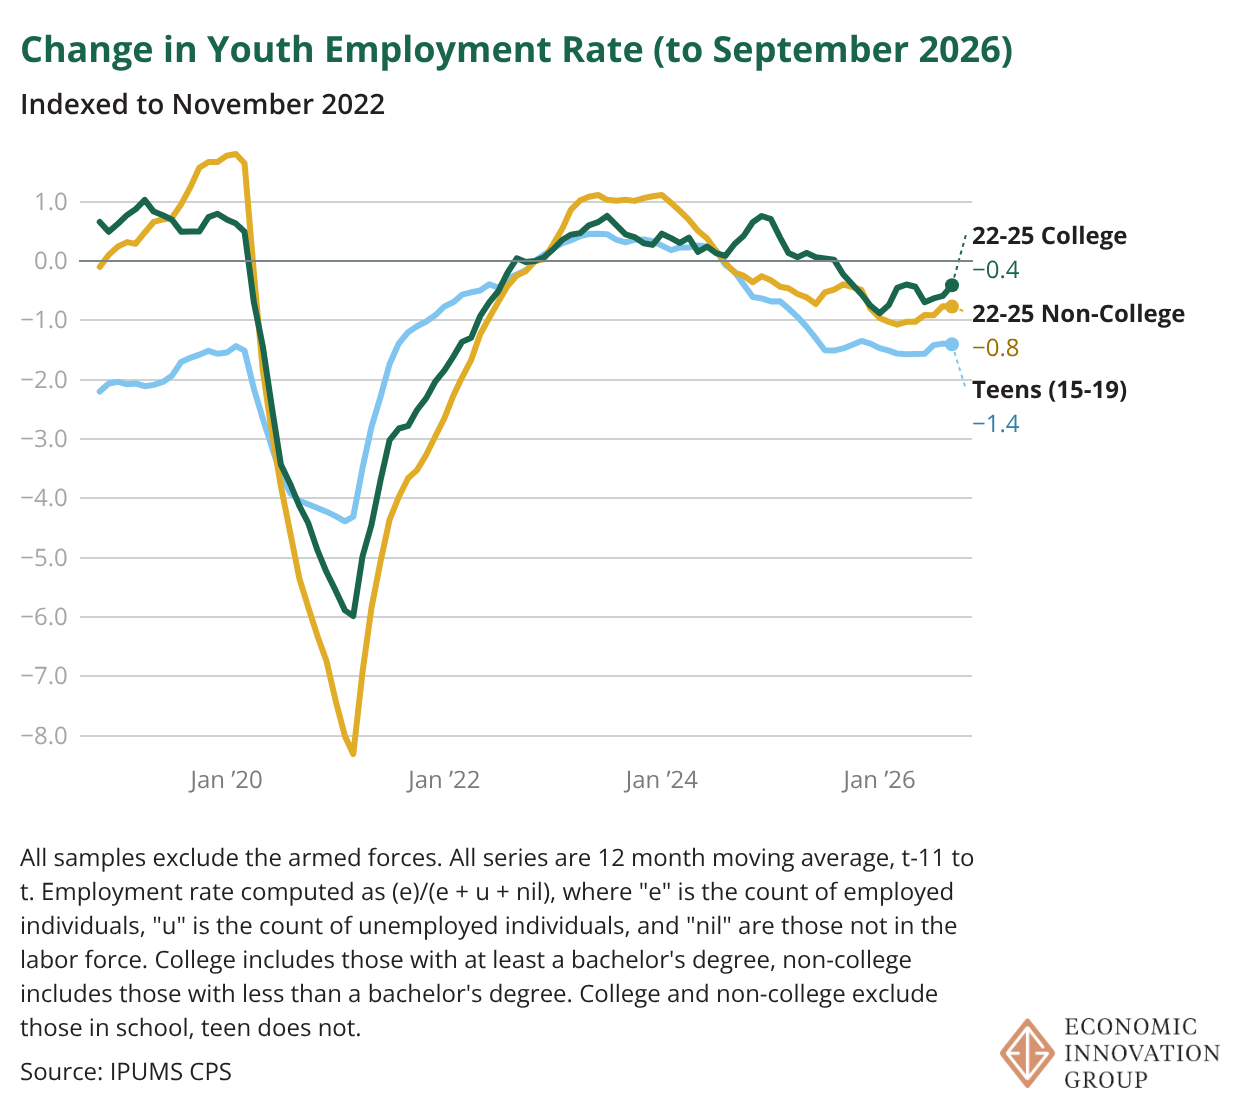 Change in Youth Employment Rate (to September 2026)
Indexed to November 2022
1.0
0.0
−1.0
−2.0
−3.0
−4.0
−5.0
−6.0
−7.0
−8.0
22-25 College
−0.4
22-25 Non-College
−0.8
Teens (15-19)
−1.4
Jan ’20
Jan ’22
Jan ’24
Jan ’26
All samples exclude the armed forces. All series are 12 month moving average, t-11 to
t. Employment rate computed as (e)/(e + u + nil), where "e" is the count of employed
individuals, "u" is the count of unemployed individuals, and "nil" are those not in the
labor force. College includes those with at least a bachelor's degree, non-college
includes those with less than a bachelor's degree. College and non-college exclude
those in school, teen does not.
Source: IPUMS CPS
ECONOMIC
INNOVATION
GROUP